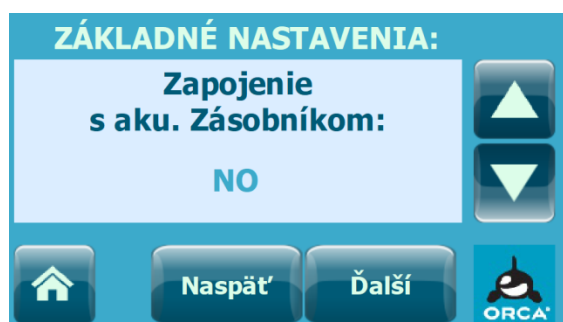 ZÁKLADNÉ NASTAVENIA:
Zapojenie
s aku. Zásobníkom:
NO
Naspäť
Ďalší
ORCA